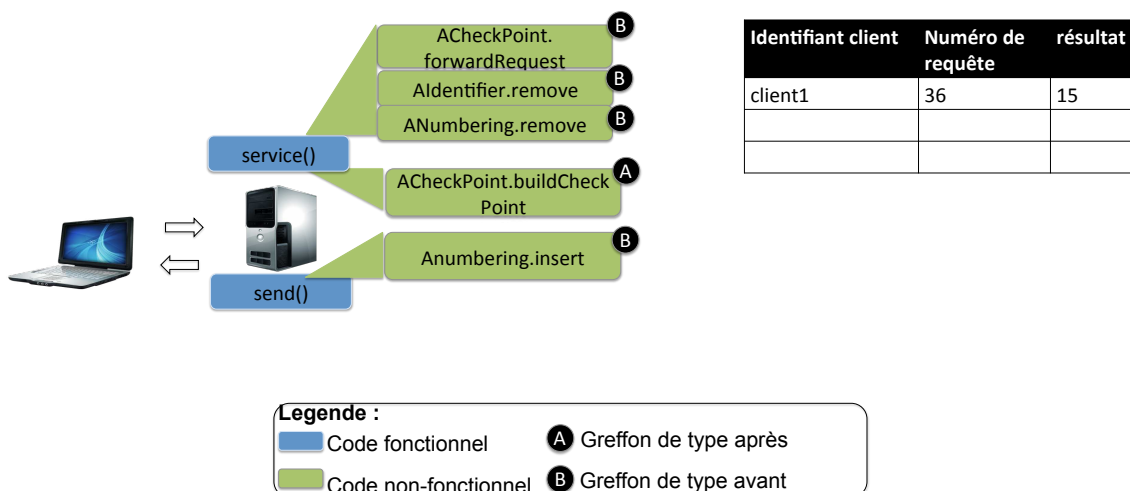 ACheckPoint.
forwardRequest
B
AIdentifier.remove
B
ANumbering.remove
B
service()
ACheckPoint.buildCheck
Point
A
Anumbering.insert
B
send()
Identifiant client Numéro de requête résultat
client1 36 15
Legende :
Code fonctionnel
A Greffon de type après
Code non-fonctionnel
B Greffon de type avant